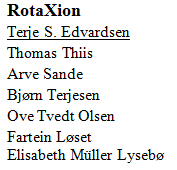 RotaXion
Terje S. Edvardsen
Thomas Thiis
Arve Sande
Bjørn Terjesen
Ove Tvedt Olsen
Fartein Løset
Elisabeth Müller Lysebø